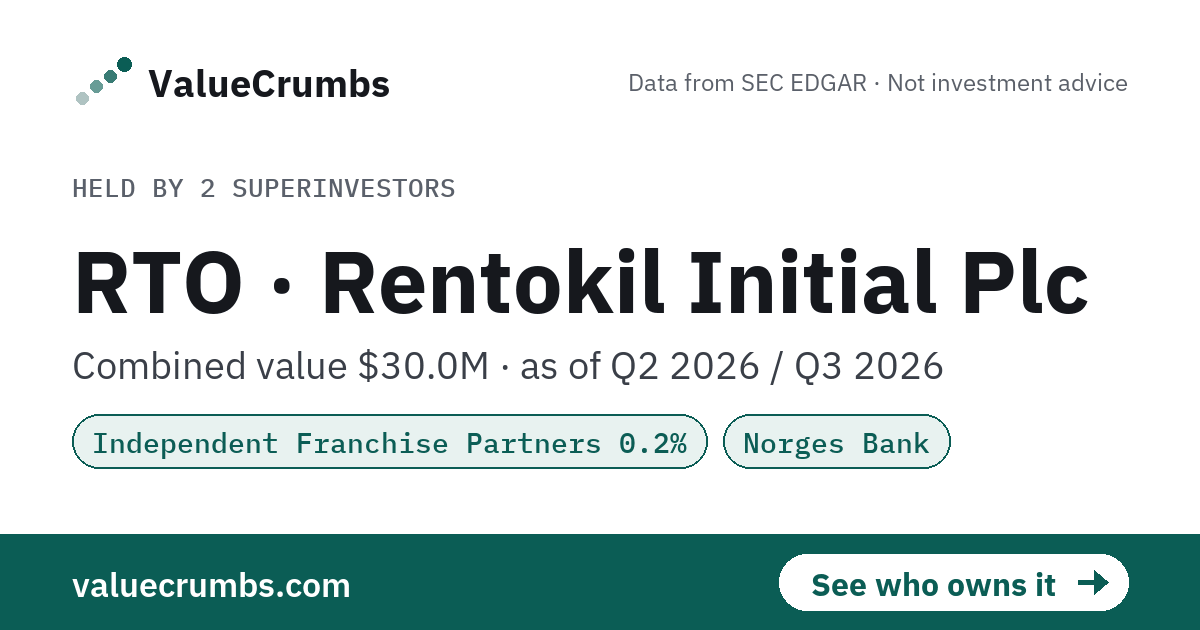 ValueCrumbs
Data from SEC EDGAR · Not investment advice
HELD BY 2 SUPERINVESTORS
RTO · Rentokil Initial Plc
Combined value $30.0M · as of Q2 2026 / Q3 2026
Independent Franchise Partners 0.2%
Norges Bank
valuecrumbs.com
See who owns it →